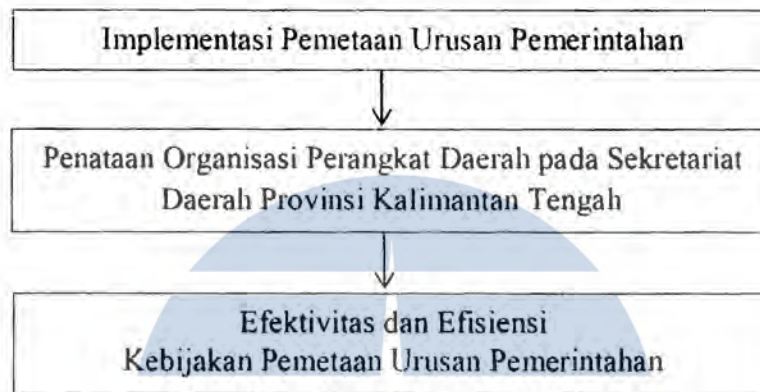 Implementasi Pemetaan Urusan Pemerintahan
Penataan Organisasi Perangkat Daerah pada Sekretariat
Daerah Provinsi Kalimantan Tengah
Efektivitas dan Efisiensi
Kebijakan Pemetaan Urusan Pemerintahan